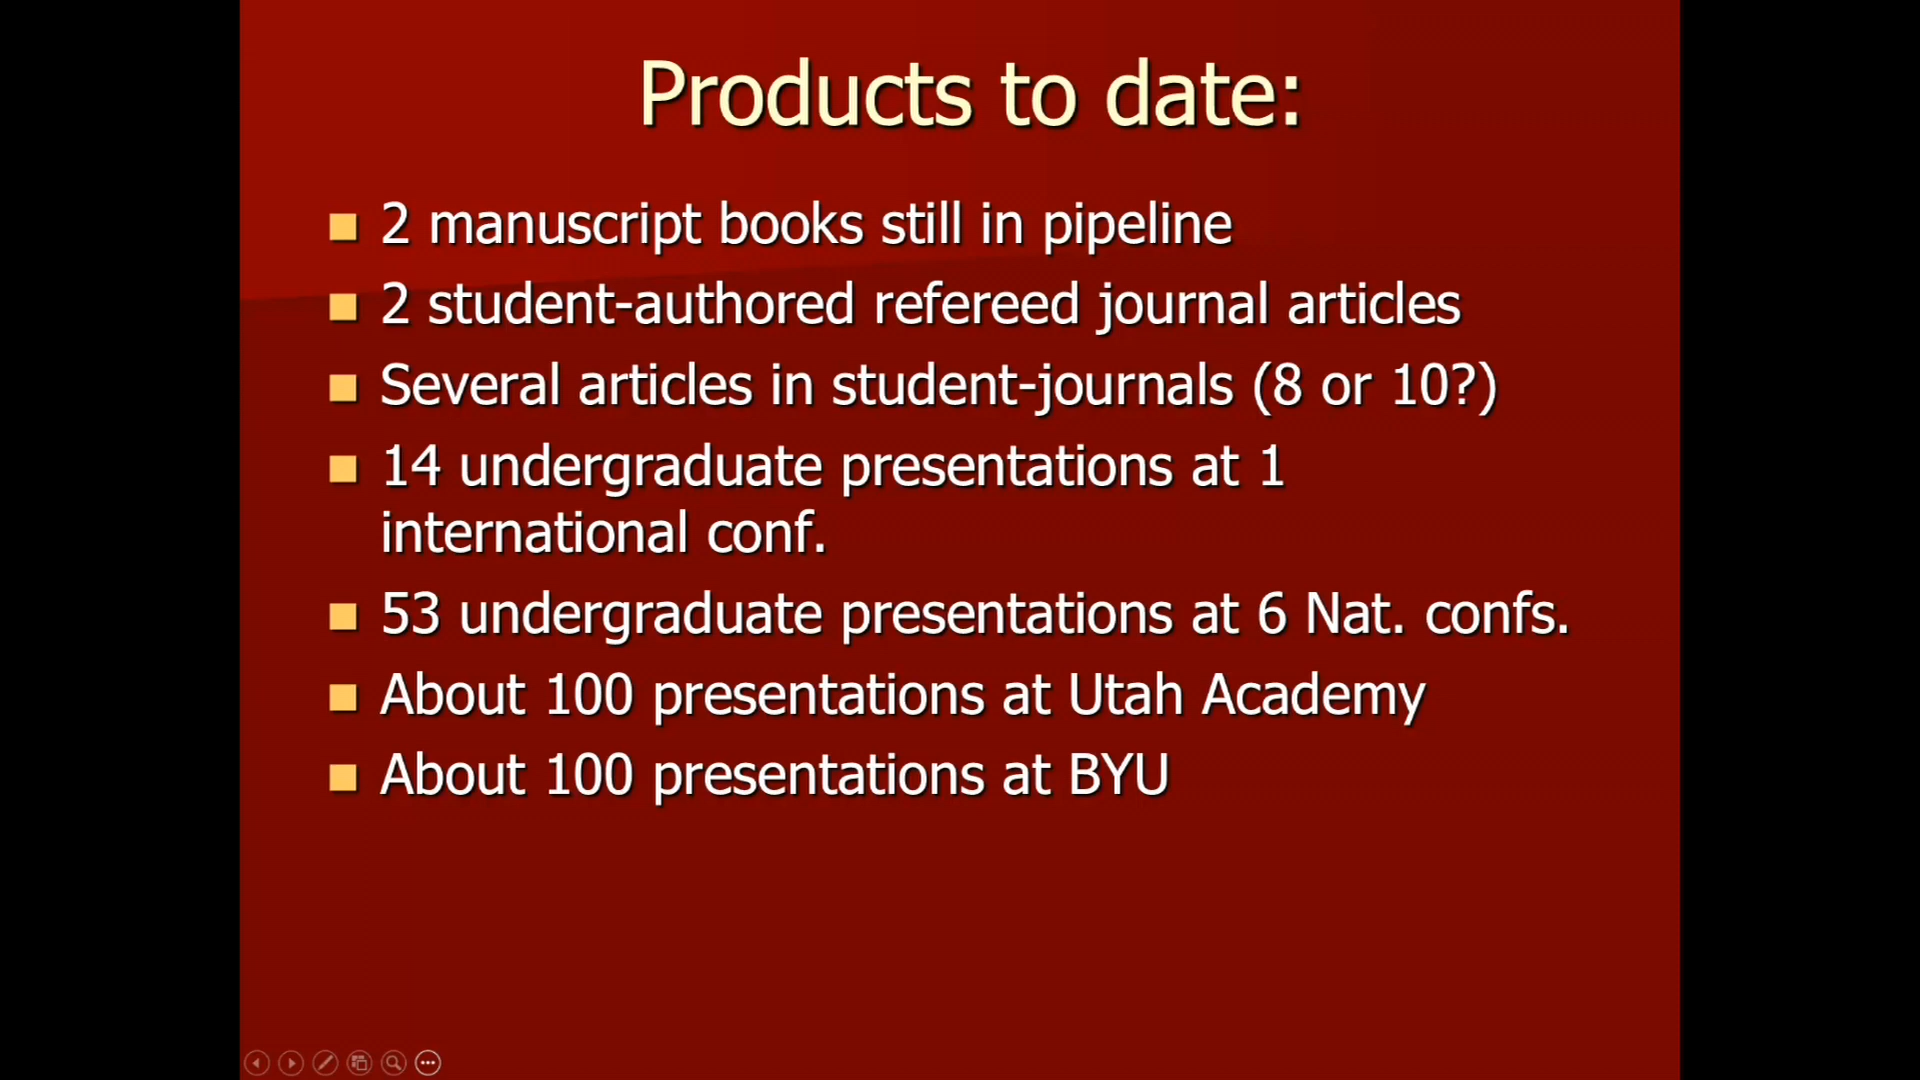 Products to date:
2 manuscript books still in pipeline
2 student-authored refereed journal articles
Several articles in student-journals (8 or 10?)
14 undergraduate presentations at 1
international conf.
53 undergraduate presentations at 6 Nat. confs.
About 100 presentations at Utah Academy
About 100 presentations at BYU